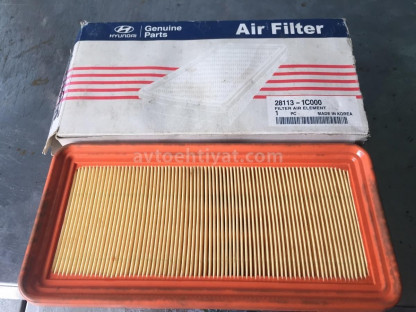 HYUNDAI
Genuine
Parts
Air Filter
28113-1C000
FILTER AIR ELEMENT
1 PC MADE IN KOREA
avtoehtiyat.com